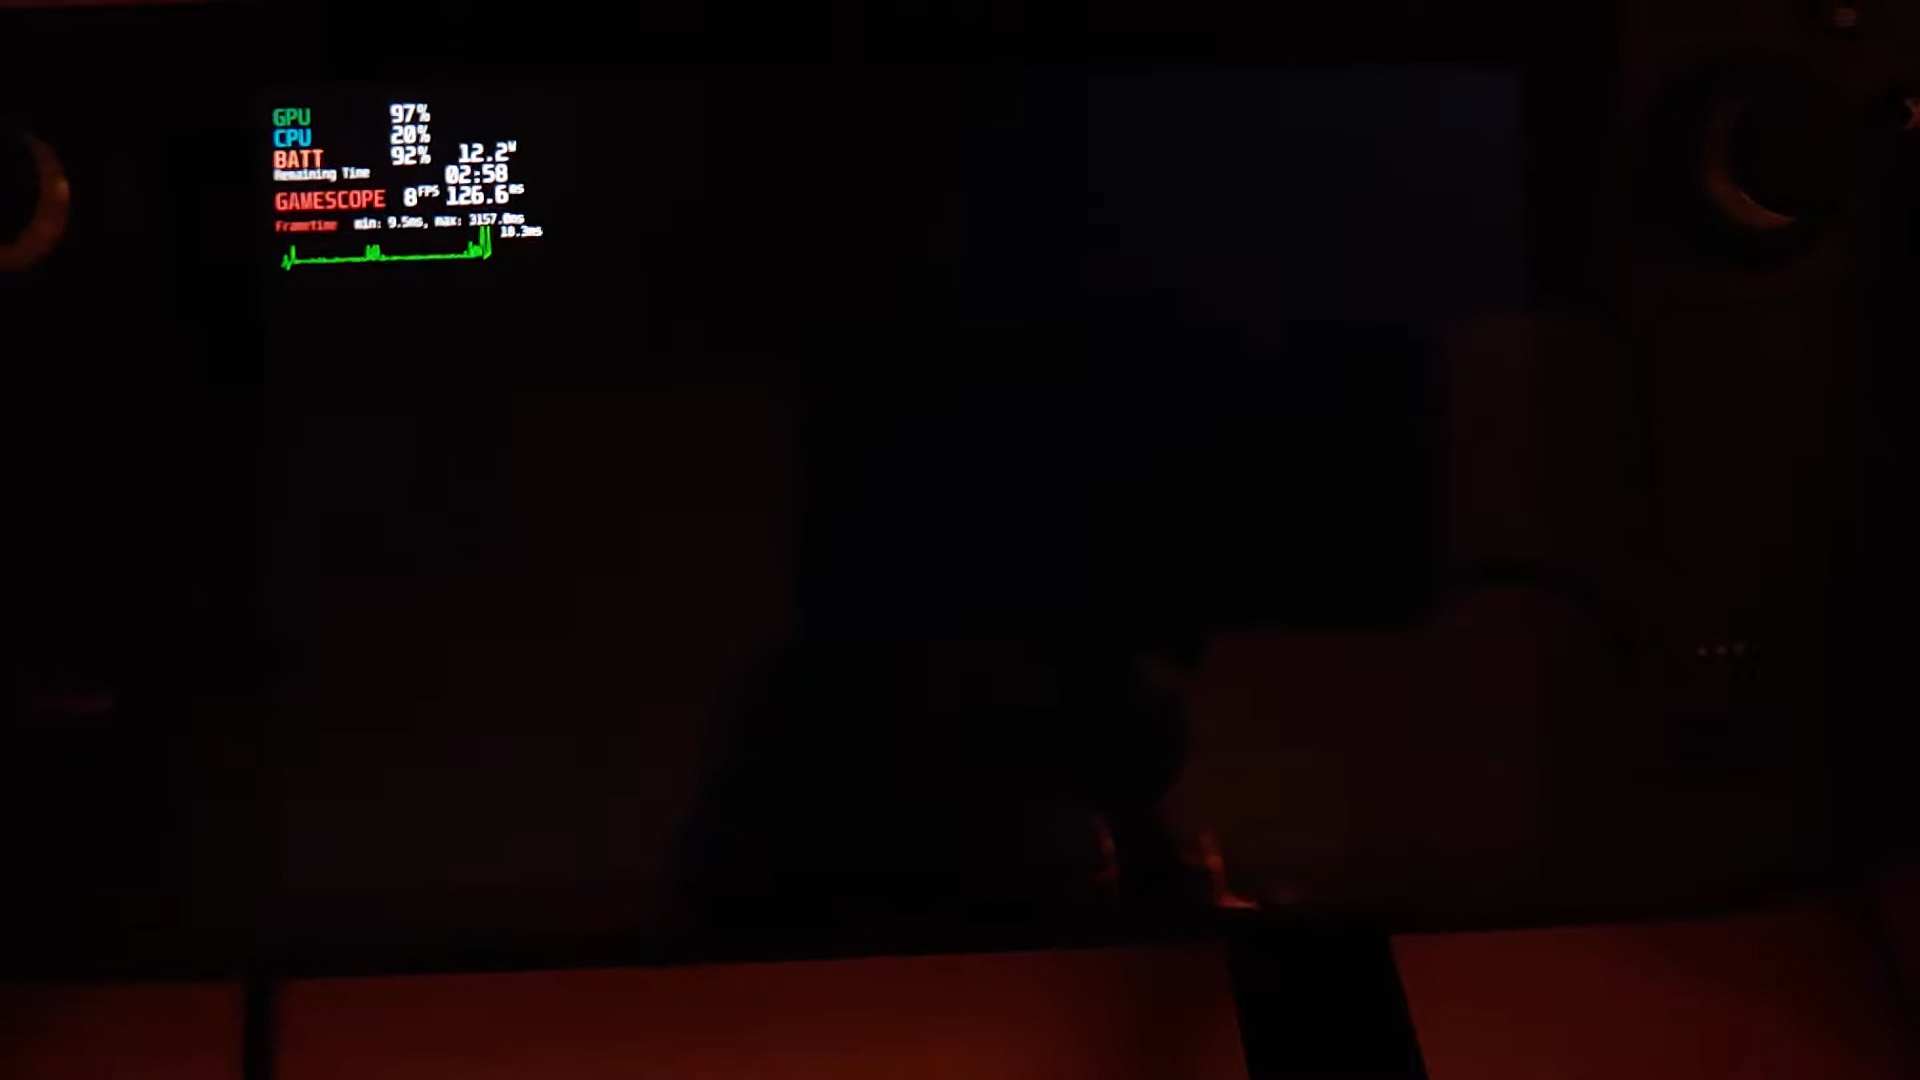 GPU 97%
CPU 20%
BATT 92% 12.2W
Remaining Time 02:58
GAMESCOPE 8FPS 126.6ms
Frametime min: 9.5ms, max: 3157.0ms
18.3ms